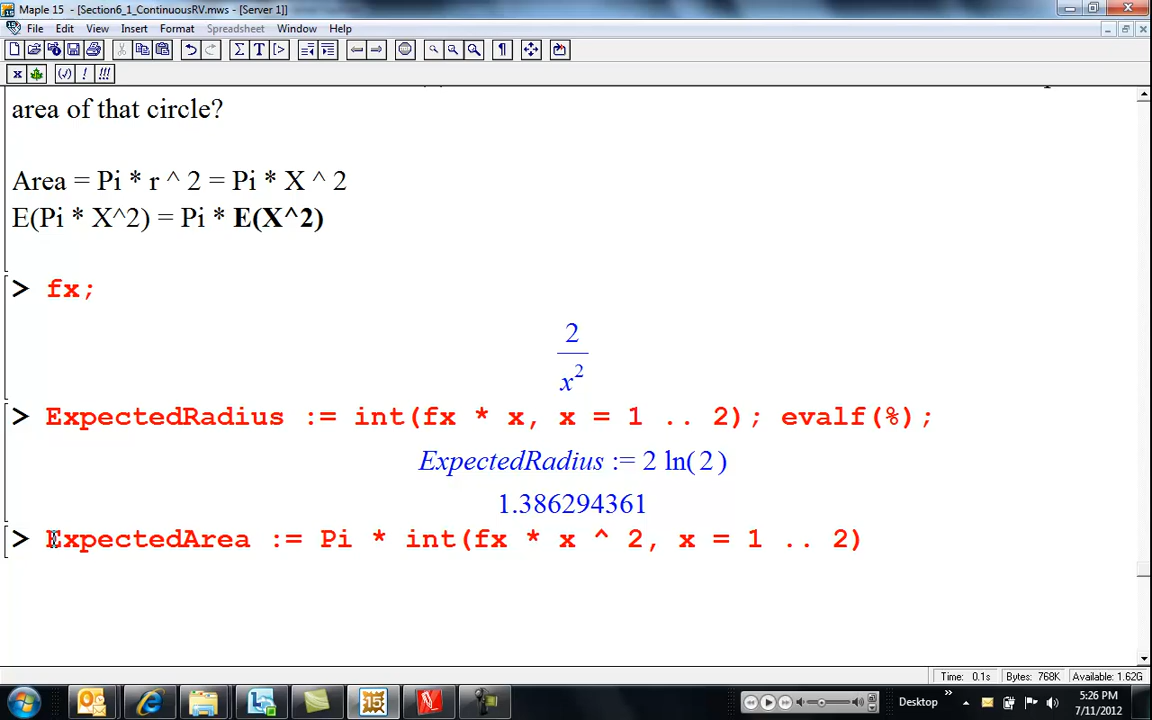 Maple 15 - [Section6_1_ContinuousRV.mws - [Server 1]]
File Edit View Insert Format Spreadsheet Window Help
area of that circle?
Area = Pi * r ^ 2 = Pi * X ^ 2
E(Pi * X^2) = Pi * E(X^2)
> fx;
2
x²
> ExpectedRadius := int(fx * x, x = 1 .. 2); evalf(%);
ExpectedRadius := 2 ln(2)
1.386294361
> ExpectedArea := Pi * int(fx * x ^ 2, x = 1 .. 2)
Time: 0.1s Bytes: 768K Available: 1.62G
Desktop
5:26 PM
7/11/2012